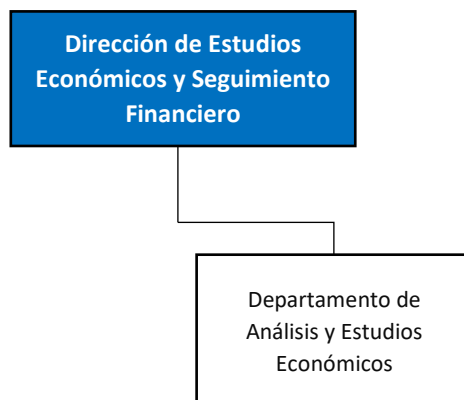 Dirección de Estudios
Económicos y Seguimiento
Financiero
Departamento de
Análisis y Estudios
Económicos